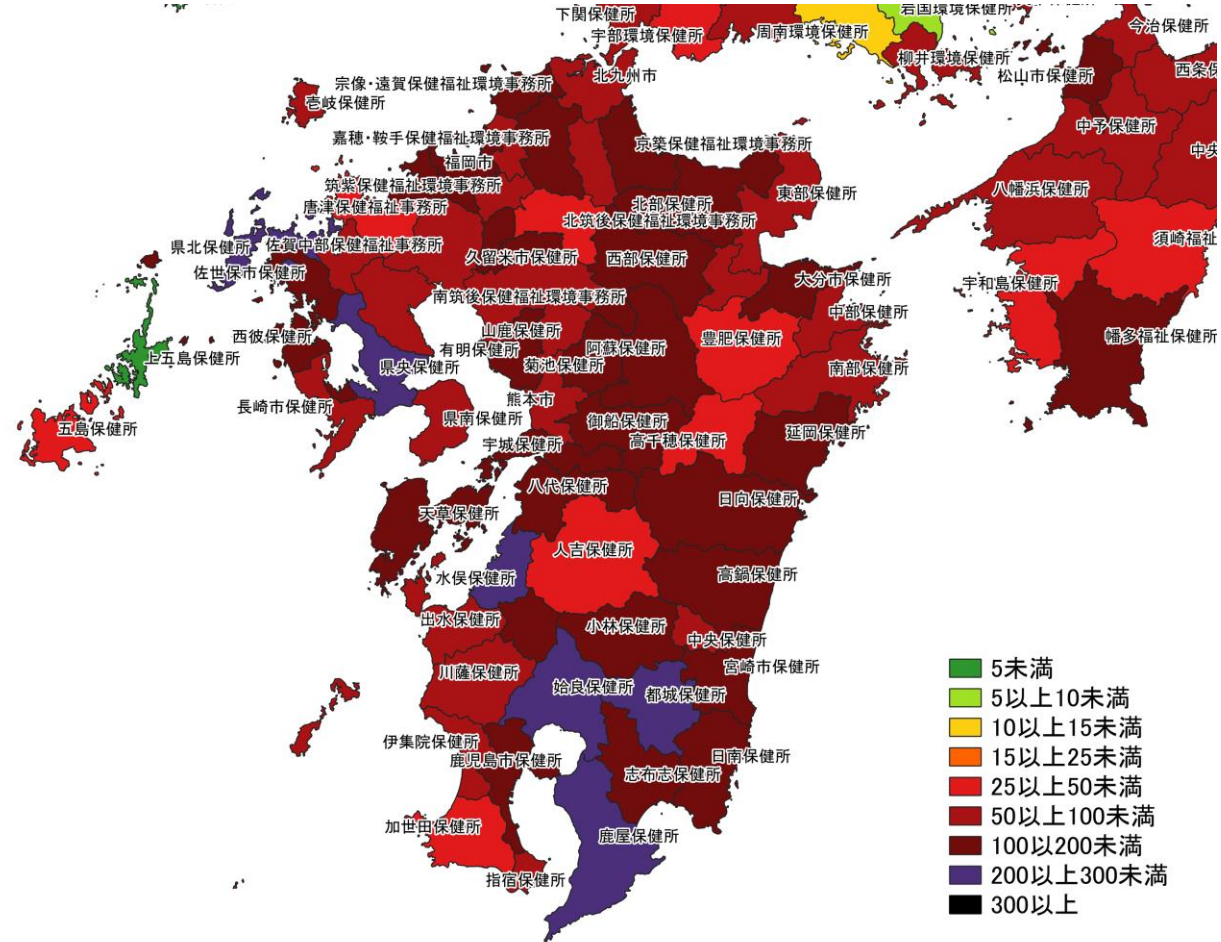 下関保健所
岩国環境保健所
宇部環境保健所
周南環境保健所
今治保健所
柳井環境保健所
北九州市
松山市保健所
西条保
宗像・遠賀保健福祉環境事務所
壱岐保健所
中予保健所
嘉穂・鞍手保健福祉環境事務所
京築保健福祉環境事務所
中央
福岡市
東部保健所
筑紫保健福祉環境事務所
八幡浜保健所
唐津保健福祉事務所
北部保健所
北筑後保健福祉環境事務所
須崎福祉
県北保健所
佐賀中部保健福祉事務所
久留米市保健所
西部保健所
佐世保市保健所
大分市保健所
宇和島保健所
南筑後保健福祉環境事務所
中部保健所
西彼保健所
山鹿保健所
豊肥保健所
幡多福祉保健所
有明保健所
阿蘇保健所
上五島保健所
県央保健所
菊池保健所
南部保健所
熊本市
長崎市保健所
県南保健所
御船保健所
五島保健所
高千穂保健所
延岡保健所
宇城保健所
八代保健所
日向保健所
天草保健所
人吉保健所
水俣保健所
高鍋保健所
出水保健所
小林保健所
中央保健所
川薩保健所
宮崎市保健所
姶良保健所
都城保健所
伊集院保健所
鹿児島市保健所
日南保健所
志布志保健所
加世田保健所
鹿屋保健所
指宿保健所
5未満
5以上10未満
10以上15未満
15以上25未満
25以上50未満
50以上100未満
100以200未満
200以上300未満
300以上